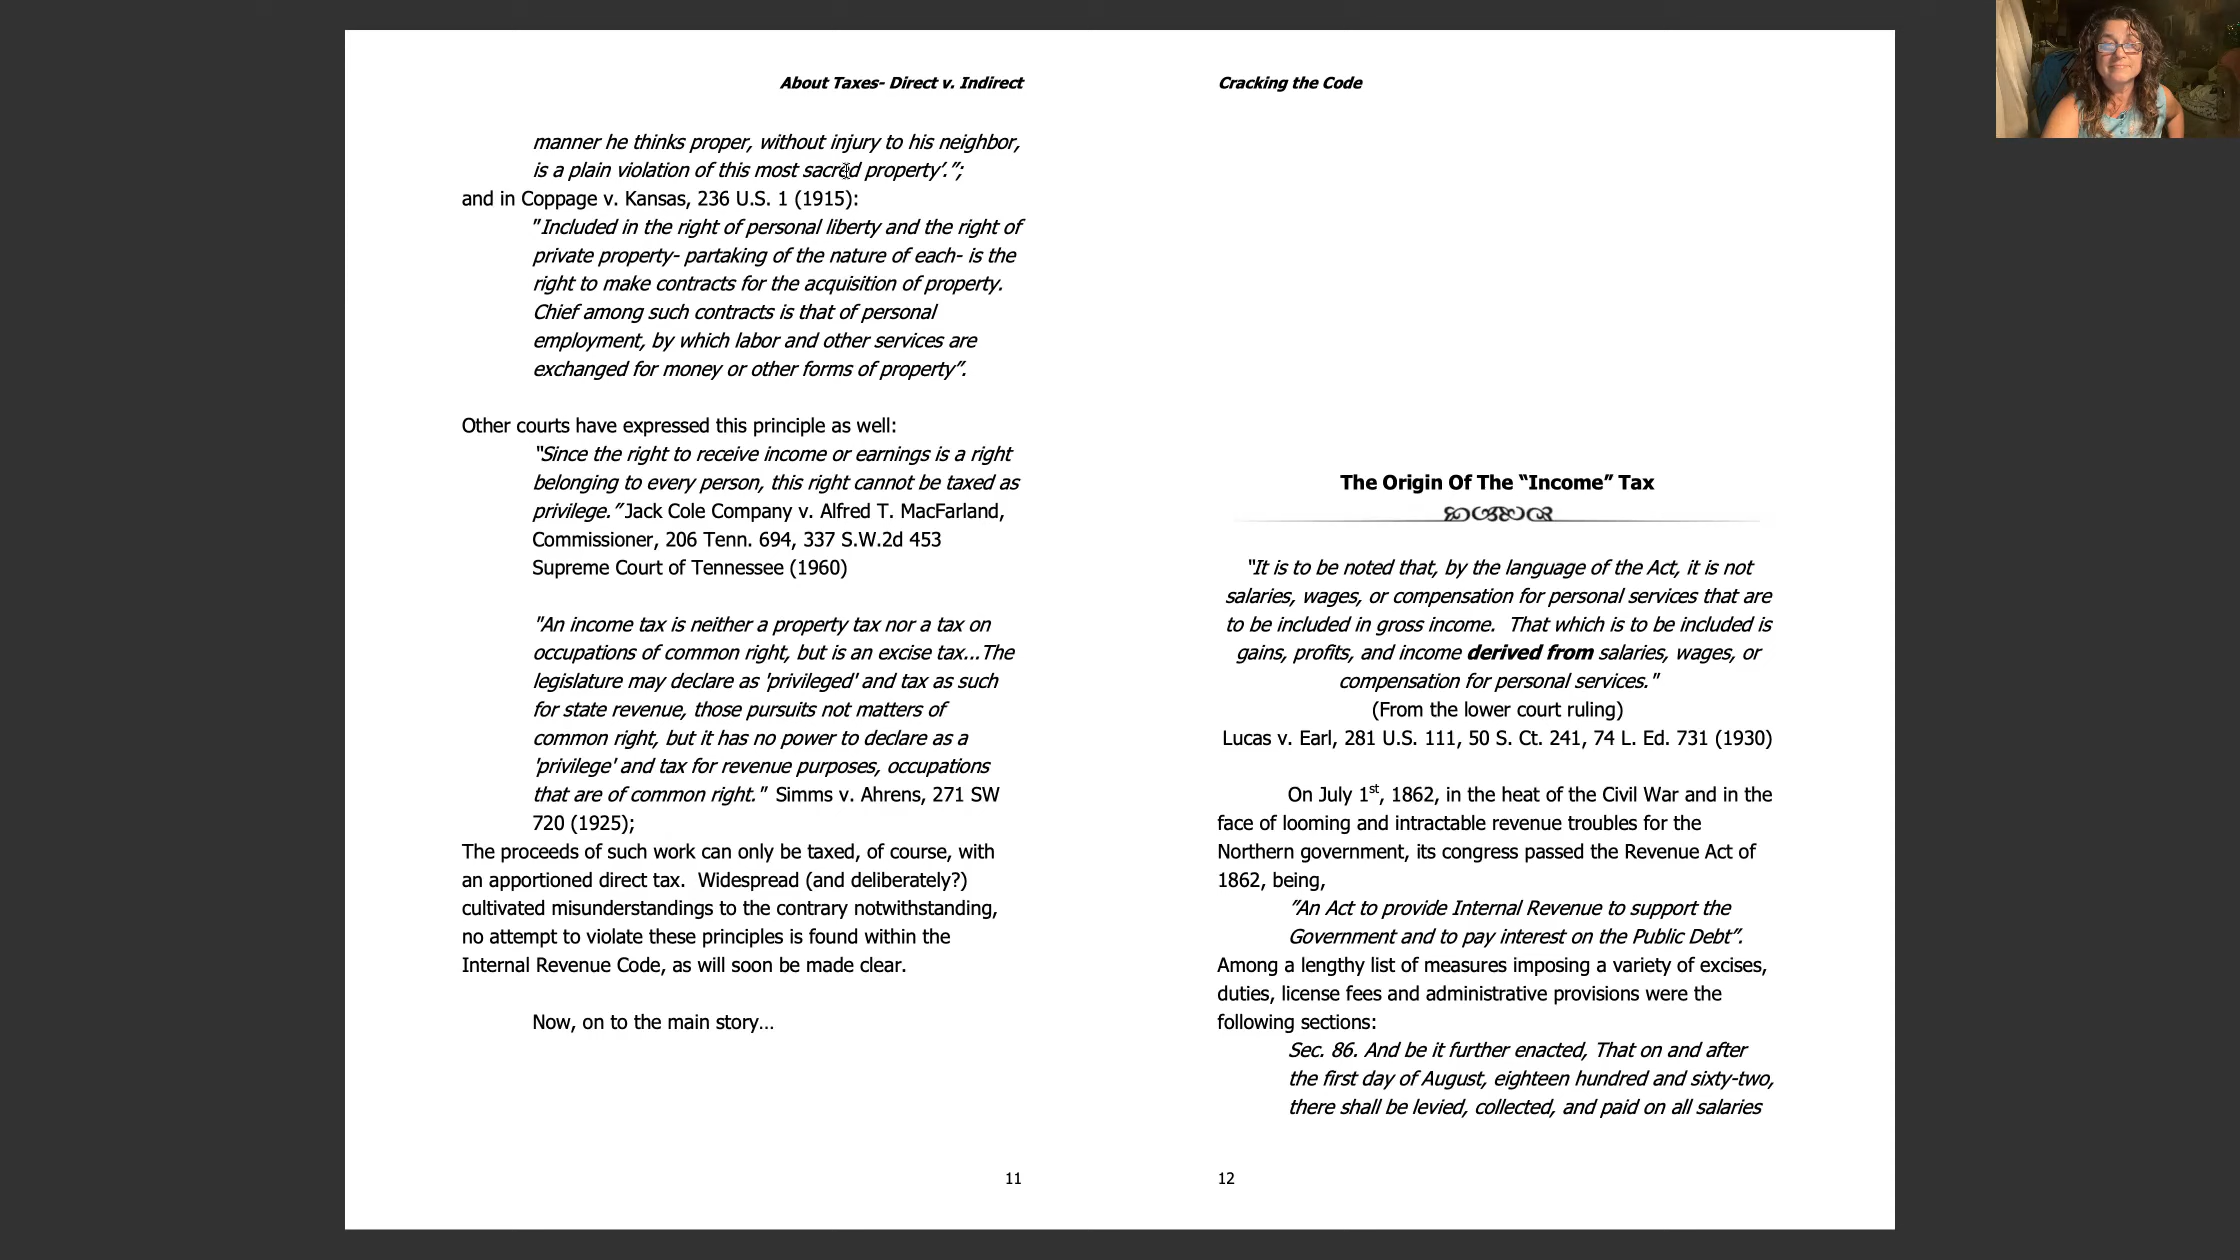 About Taxes- Direct v. Indirect
manner he thinks proper, without injury to his neighbor,
is a plain violation of this most sacred property’.”;
and in Coppage v. Kansas, 236 U.S. 1 (1915):
"Included in the right of personal liberty and the right of
private property- partaking of the nature of each- is the
right to make contracts for the acquisition of property.
Chief among such contracts is that of personal
employment, by which labor and other services are
exchanged for money or other forms of property”.
Other courts have expressed this principle as well:
“Since the right to receive income or earnings is a right
belonging to every person, this right cannot be taxed as
privilege.” Jack Cole Company v. Alfred T. MacFarland,
Commissioner, 206 Tenn. 694, 337 S.W.2d 453
Supreme Court of Tennessee (1960)
"An income tax is neither a property tax nor a tax on
occupations of common right, but is an excise tax...The
legislature may declare as 'privileged' and tax as such
for state revenue, those pursuits not matters of
common right, but it has no power to declare as a
'privilege' and tax for revenue purposes, occupations
that are of common right." Simms v. Ahrens, 271 SW
720 (1925);
The proceeds of such work can only be taxed, of course, with
an apportioned direct tax. Widespread (and deliberately?)
cultivated misunderstandings to the contrary notwithstanding,
no attempt to violate these principles is found within the
Internal Revenue Code, as will soon be made clear.
Now, on to the main story…
11
Cracking the Code
The Origin Of The “Income” Tax
“It is to be noted that, by the language of the Act, it is not
salaries, wages, or compensation for personal services that are
to be included in gross income. That which is to be included is
gains, profits, and income derived from salaries, wages, or
compensation for personal services."
(From the lower court ruling)
Lucas v. Earl, 281 U.S. 111, 50 S. Ct. 241, 74 L. Ed. 731 (1930)
On July 1st, 1862, in the heat of the Civil War and in the
face of looming and intractable revenue troubles for the
Northern government, its congress passed the Revenue Act of
1862, being,
”An Act to provide Internal Revenue to support the
Government and to pay interest on the Public Debt”.
Among a lengthy list of measures imposing a variety of excises,
duties, license fees and administrative provisions were the
following sections:
Sec. 86. And be it further enacted, That on and after
the first day of August, eighteen hundred and sixty-two,
there shall be levied, collected, and paid on all salaries
12